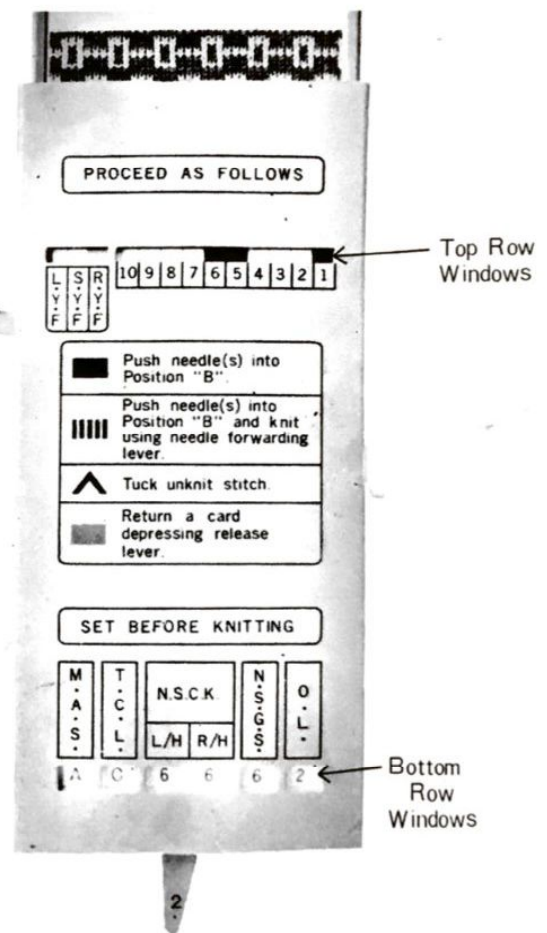 PROCEED AS FOLLOWS
Top Row
Windows
L·Y·F S·Y·F R·Y·F 10 9 8 7 6 5 4 3 2 1
Push needle(s) into
Position "B".
Push needle(s) into
Position "B" and knit
using needle forwarding
lever.
Tuck unknit stitch.
Return a card
depressing release
lever.
SET BEFORE KNITTING
M·A·S· T·C·L· N.S.C.K. N·S·G·S· O·L·
L/H R/H
A C 6 6 6 2
Bottom
Row
Windows
2